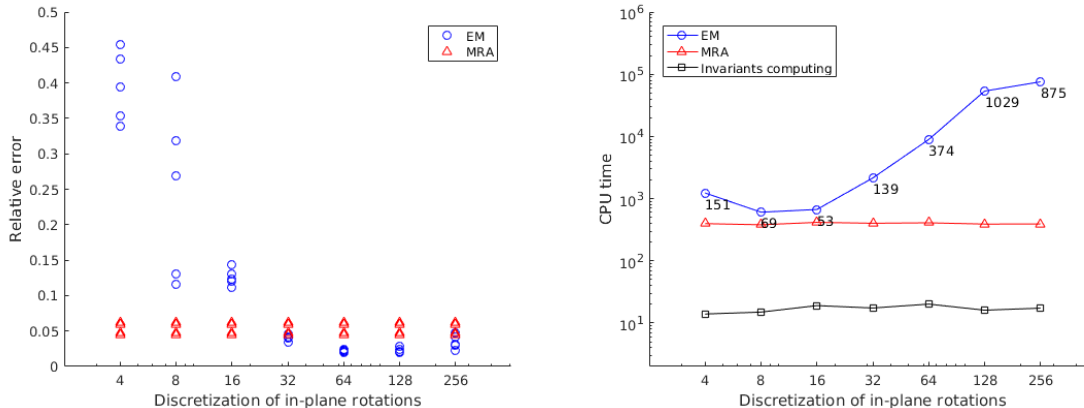 0.5
0.45
0.4
0.35
0.3
0.25
0.2
0.15
0.1
0.05
0
Relative error
4 8 16 32 64 128 256
Discretization of in-plane rotations
EM
MRA
10^6
10^5
10^4
10^3
10^2
10^1
CPU time
EM
MRA
Invariants computing
151
69
53
139
374
1029
875
4 8 16 32 64 128 256
Discretization of in-plane rotations